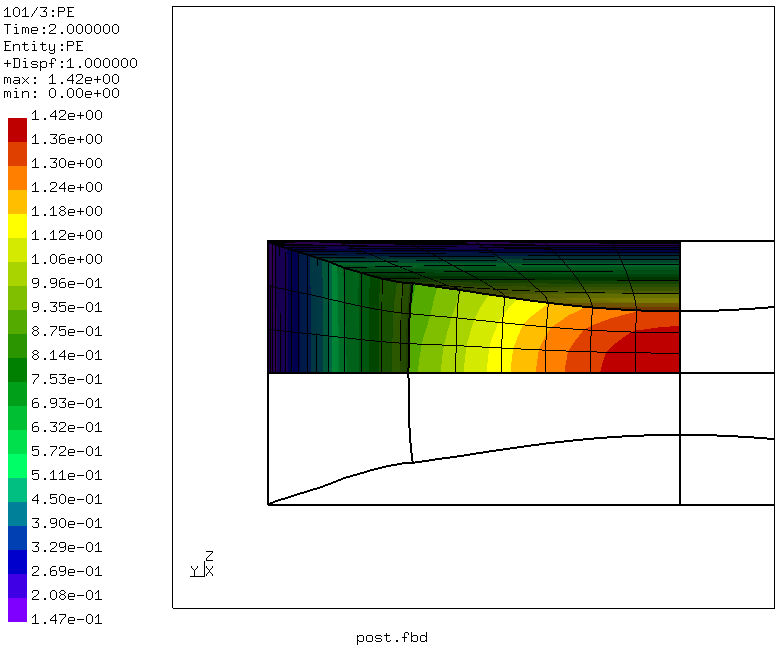 101/3:PE
Time:2.000000
Entity:PE
+Dispf:1.000000
max: 1.42e+00
min: 0.00e+00
1.42e+00
1.36e+00
1.30e+00
1.24e+00
1.18e+00
1.12e+00
1.06e+00
9.96e-01
9.35e-01
8.75e-01
8.14e-01
7.53e-01
6.93e-01
6.32e-01
5.72e-01
5.11e-01
4.50e-01
3.90e-01
3.29e-01
2.69e-01
2.08e-01
1.47e-01
Z
Y X
post.fbd